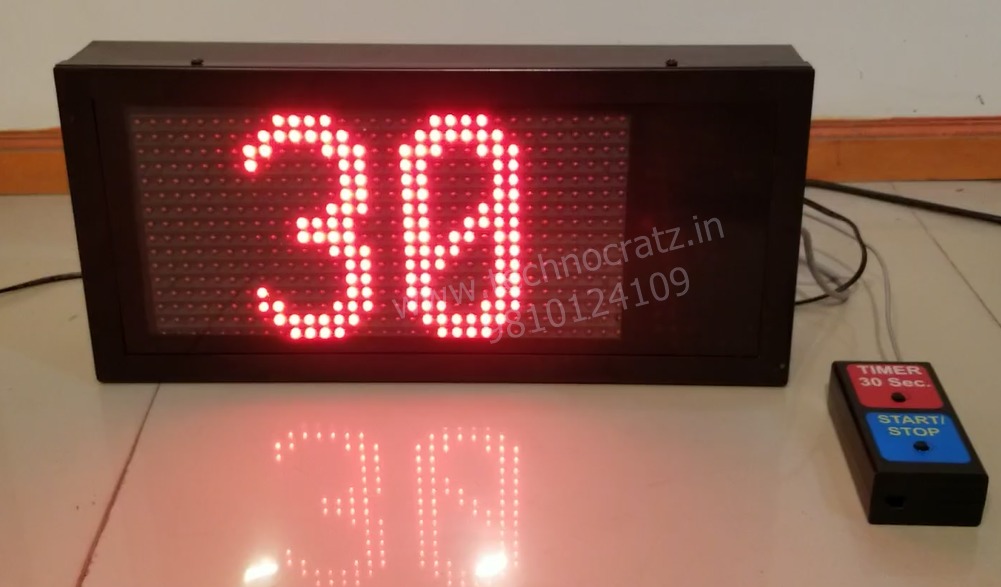 30
www.technocratz.in
9810124109
TIMER
30 Sec.
START/
STOP